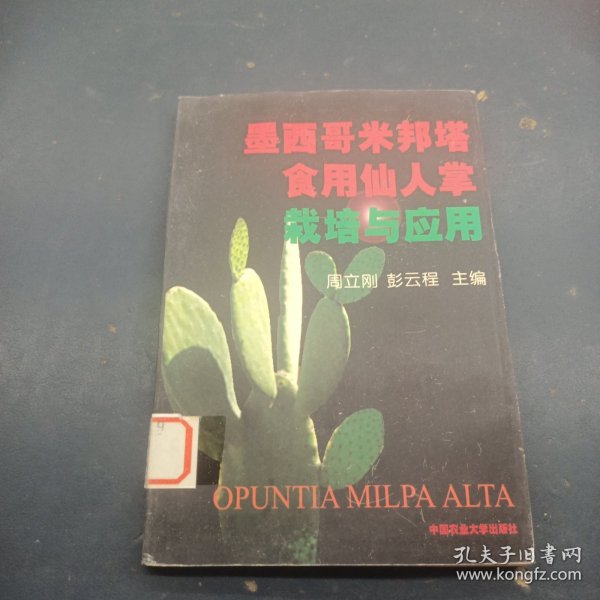 墨西哥米邦塔
食用仙人掌
栽培与应用
周立刚 彭云程 主编
9
OPUNTIA MILPA ALTA
中国农业大学出版社
孔夫子旧书网
www.kongfz.com